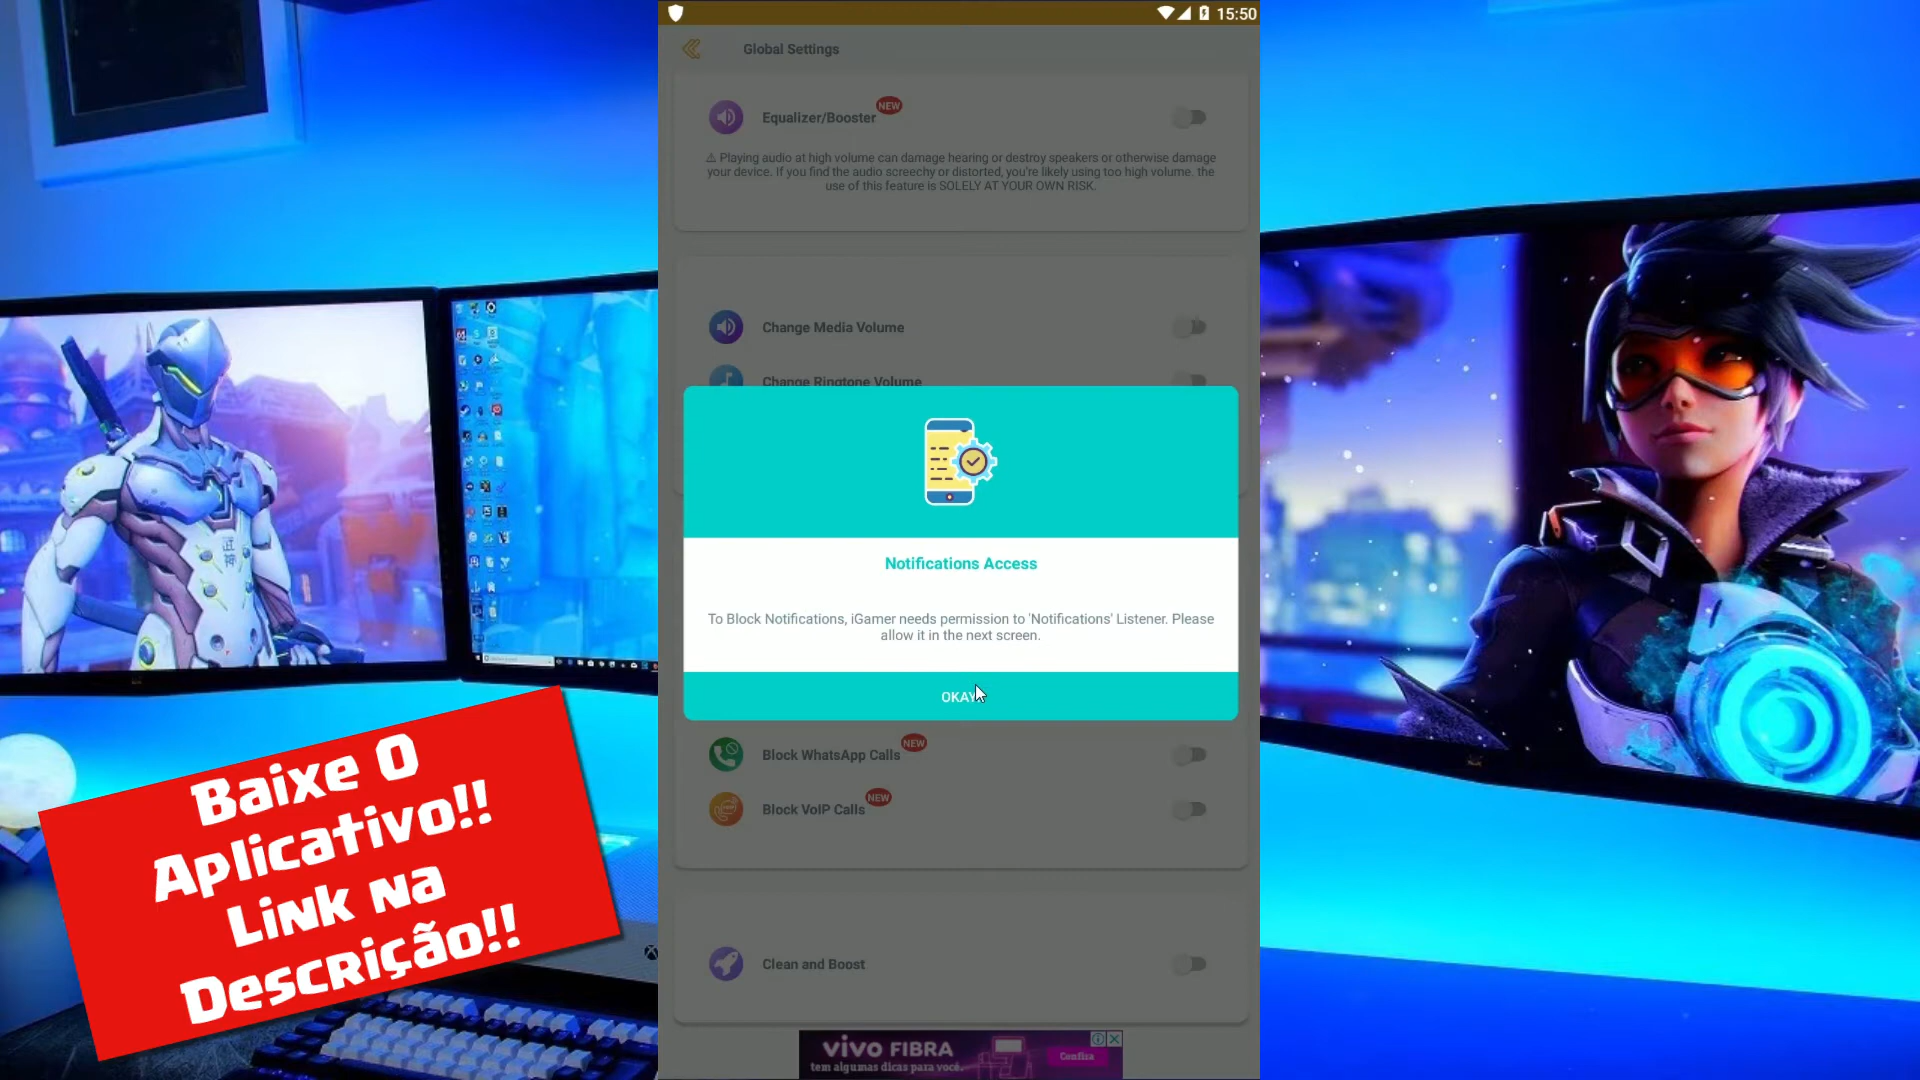 15:50
Global Settings
Equalizer/Booster
NEW
⚠ Playing audio at high volume can damage hearing or destroy speakers or otherwise damage
your device. If you find the audio screechy or distorted, you're likely using too high volume. the
use of this feature is SOLELY AT YOUR OWN RISK.
Change Media Volume
Change Ringtone Volume
Notifications Access
To Block Notifications, iGamer needs permission to 'Notifications' Listener. Please
allow it in the next screen.
OKAY
Block WhatsApp Calls
NEW
Block VoIP Calls
NEW
Clean and Boost
vivo FIBRA
tem algumas dicas para você.
Confira
Baixe o
Aplicativo!!
Link na
Descrição!!
武
神